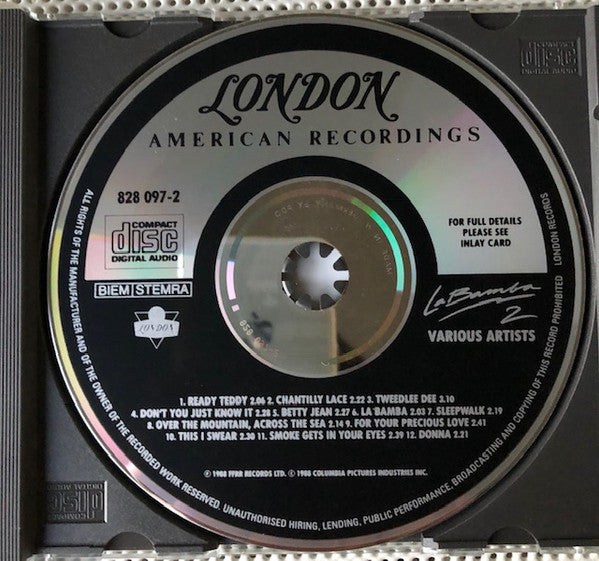 LONDON
AMERICAN RECORDINGS
828 097-2
COMPACT
disc
DIGITAL AUDIO
BIEM STEMRA
LONDON
FOR FULL DETAILS
PLEASE SEE
INLAY CARD
La Bamba
2
VARIOUS ARTISTS
1. READY TEDDY 2.06 2. CHANTILLY LACE 2.22 3. TWEEDLEE DEE 3.10
4. DON'T YOU JUST KNOW IT 2.28 5. BETTY JEAN 2.27 6. LA BAMBA 2.03 7. SLEEPWALK 2.19
8. OVER THE MOUNTAIN, ACROSS THE SEA 2.14 9. FOR YOUR PRECIOUS LOVE 2.41
10. THIS I SWEAR 2.30 11. SMOKE GETS IN YOUR EYES 2.39 12. DONNA 2.21
℗ 1988 FFRR RECORDS LTD. © 1988 COLUMBIA PICTURES INDUSTRIES INC.
ALL RIGHTS OF THE MANUFACTURER AND OF THE OWNER OF THE RECORDED WORK RESERVED. UNAUTHORISED HIRING, LENDING, PUBLIC PERFORMANCE, BROADCASTING AND COPYING OF THIS RECORD PROHIBITED LONDON RECORDS
COMPACT
disc
DIGITAL AUDIO
COMPACT
disc
DIGITAL AUDIO